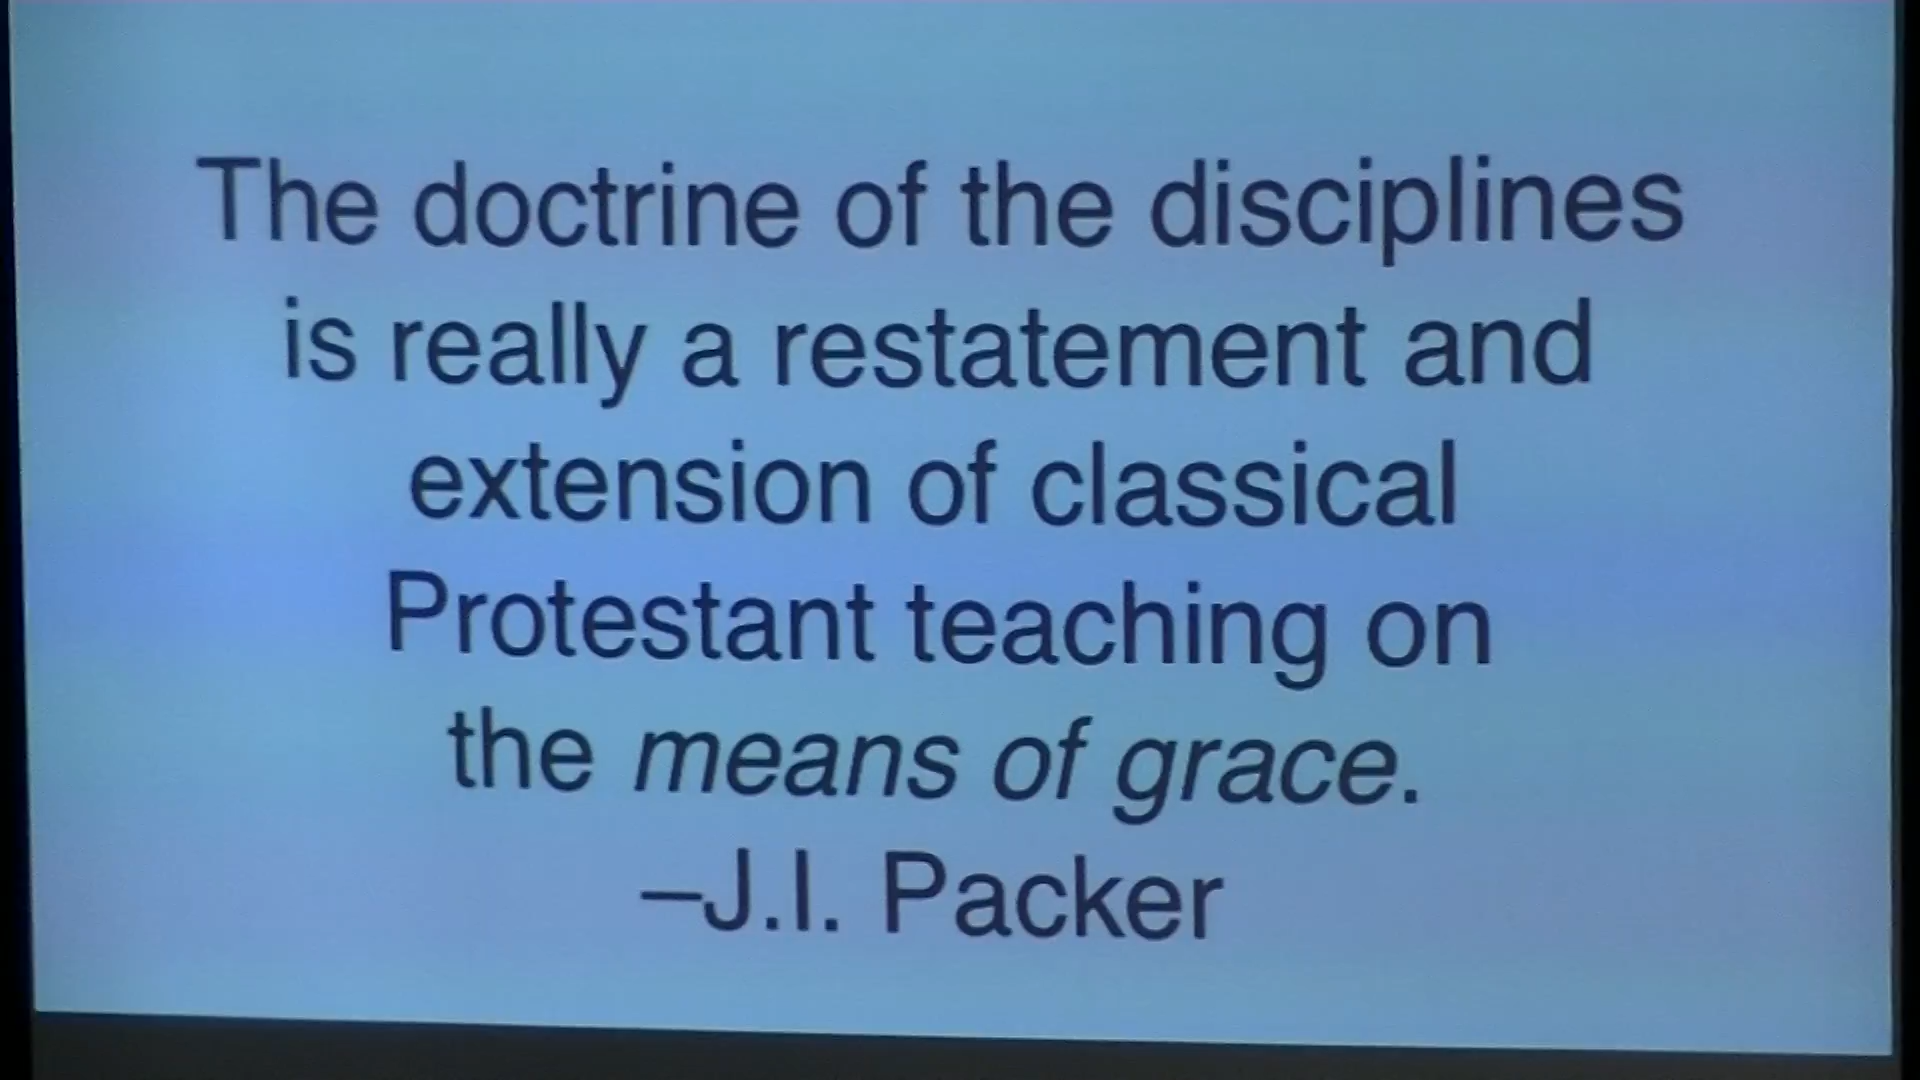 The doctrine of the disciplines
is really a restatement and
extension of classical
Protestant teaching on
the means of grace.
–J.I. Packer